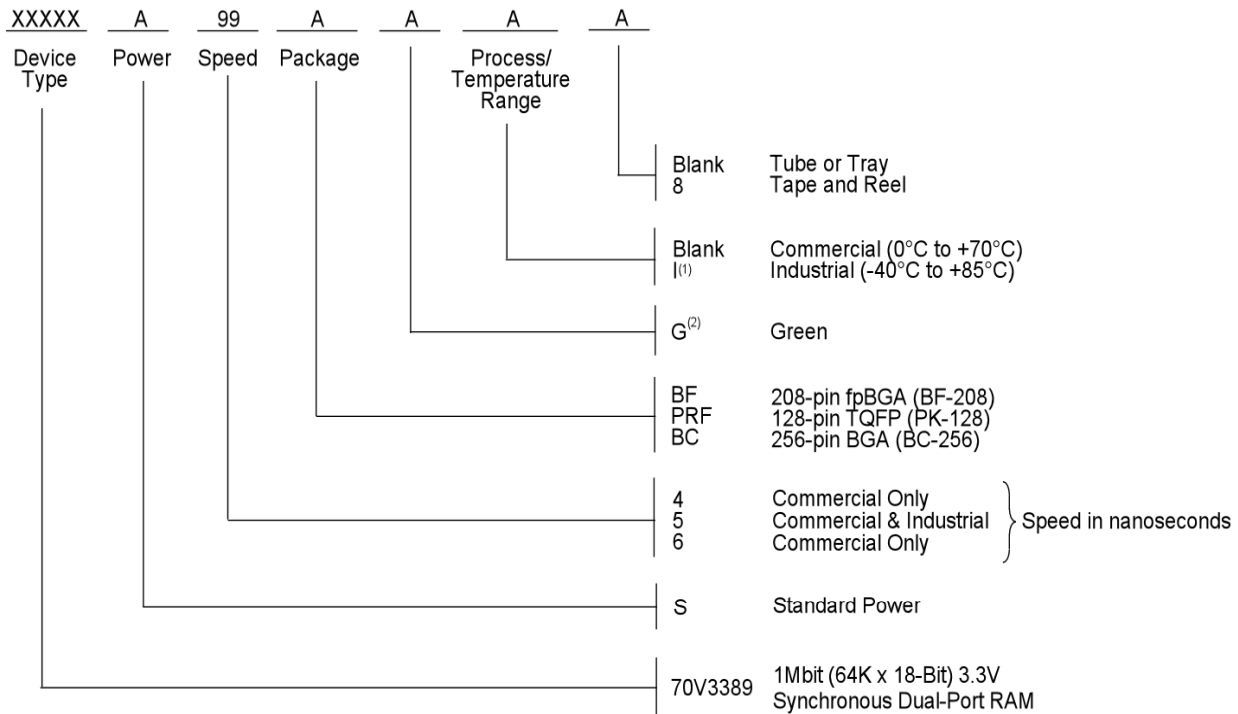 XXXXX A 99 A A A A
Device Type Power Speed Package Process/ Temperature Range
Blank Tube or Tray
8 Tape and Reel
Blank Commercial (0°C to +70°C)
I(1) Industrial (-40°C to +85°C)
G(2) Green
BF 208-pin fpBGA (BF-208)
PRF 128-pin TQFP (PK-128)
BC 256-pin BGA (BC-256)
4 Commercial Only
5 Commercial & Industrial Speed in nanoseconds
6 Commercial Only
S Standard Power
70V3389 1Mbit (64K x 18-Bit) 3.3V
Synchronous Dual-Port RAM